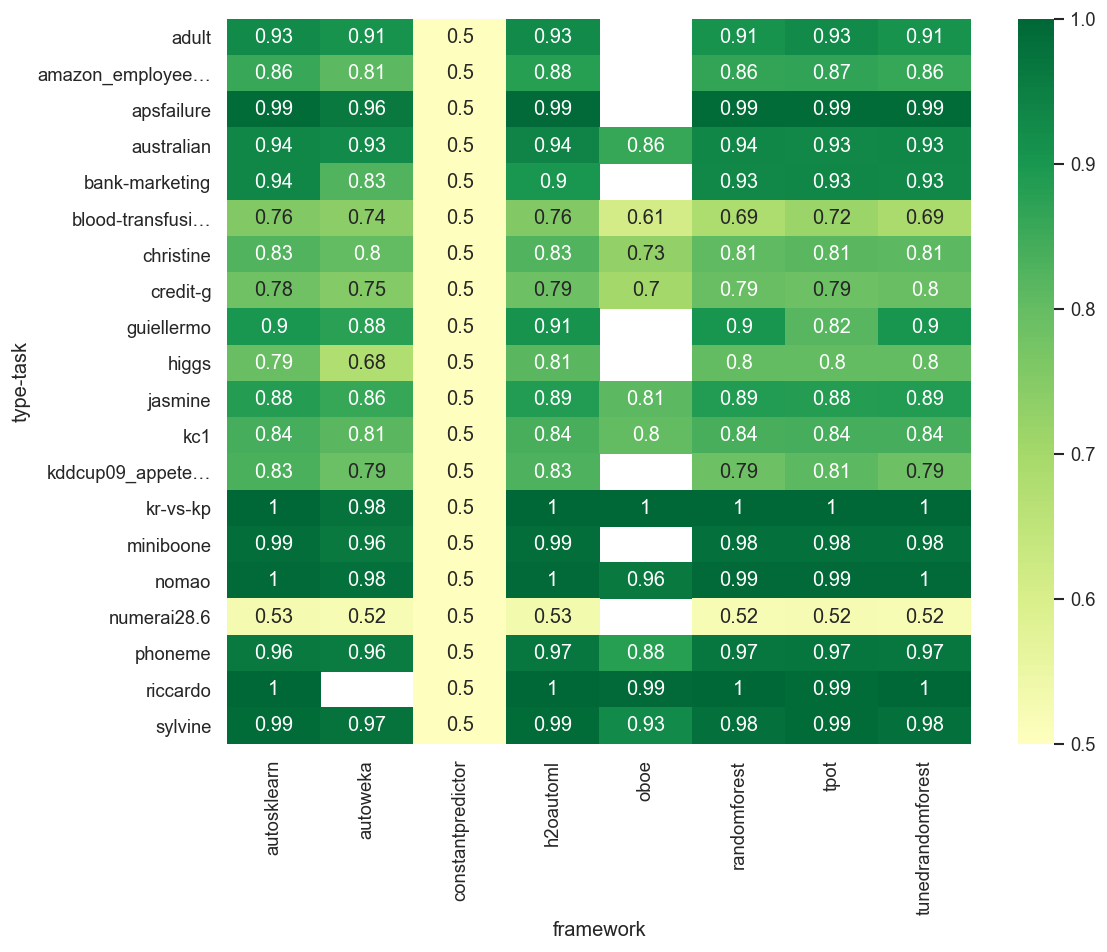 adult 0.93 0.91 0.5 0.93 0.91 0.93 0.91 1.0
amazon_employee… 0.86 0.81 0.5 0.88 0.86 0.87 0.86
apsfailure 0.99 0.96 0.5 0.99 0.99 0.99 0.99
australian 0.94 0.93 0.5 0.94 0.86 0.94 0.93 0.93 0.9
bank-marketing 0.94 0.83 0.5 0.9 0.93 0.93 0.93
blood-transfusi… 0.76 0.74 0.5 0.76 0.61 0.69 0.72 0.69
christine 0.83 0.8 0.5 0.83 0.73 0.81 0.81 0.81
credit-g 0.78 0.75 0.5 0.79 0.7 0.79 0.79 0.8 0.8
guiellermo 0.9 0.88 0.5 0.91 0.9 0.82 0.9
higgs 0.79 0.68 0.5 0.81 0.8 0.8 0.8
type-task
jasmine 0.88 0.86 0.5 0.89 0.81 0.89 0.88 0.89
kc1 0.84 0.81 0.5 0.84 0.8 0.84 0.84 0.84 0.7
kddcup09_appete… 0.83 0.79 0.5 0.83 0.79 0.81 0.79
kr-vs-kp 1 0.98 0.5 1 1 1 1 1
miniboone 0.99 0.96 0.5 0.99 0.98 0.98 0.98
nomao 1 0.98 0.5 1 0.96 0.99 0.99 1 0.6
numerai28.6 0.53 0.52 0.5 0.53 0.52 0.52 0.52
phoneme 0.96 0.96 0.5 0.97 0.88 0.97 0.97 0.97
riccardo 1 0.5 1 0.99 1 0.99 1
sylvine 0.99 0.97 0.5 0.99 0.93 0.98 0.99 0.98 0.5
autosklearn autoweka constantpredictor h2oautoml oboe randomforest tpot tunedrandomforest
framework